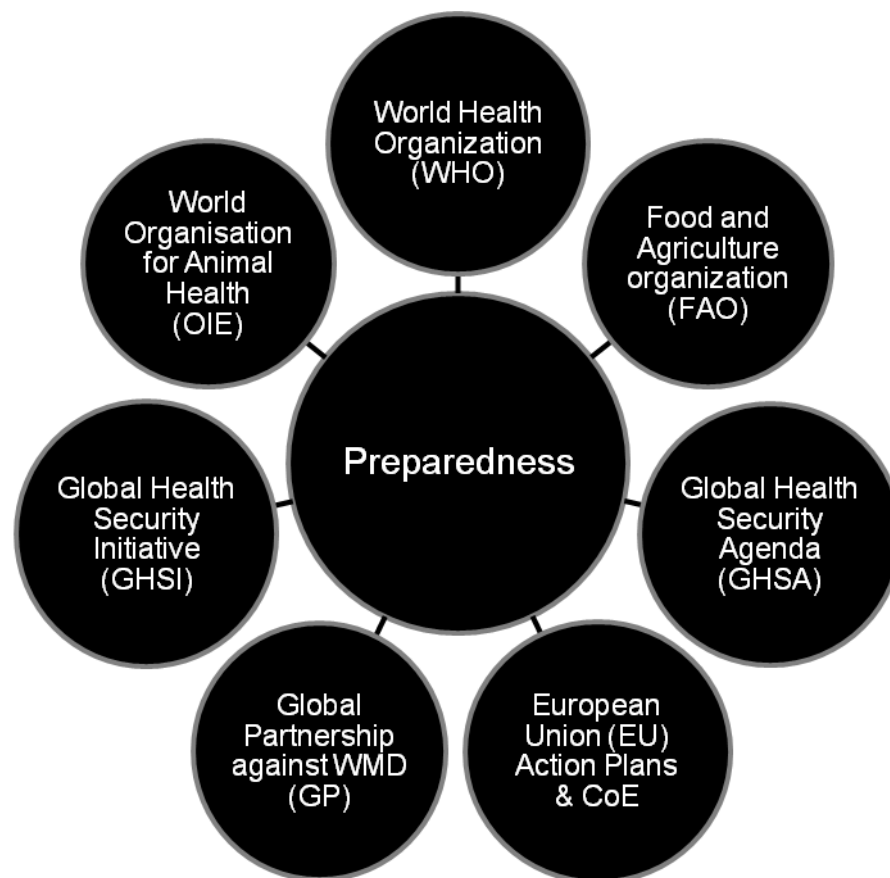 World Health
Organization
(WHO)
Food and
Agriculture
organization
(FAO)
Global Health
Security
Agenda
(GHSA)
European
Union (EU)
Action Plans
& CoE
Global
Partnership
against WMD
(GP)
Global Health
Security
Initiative
(GHSI)
World
Organisation
for Animal
Health
(OIE)
Preparedness